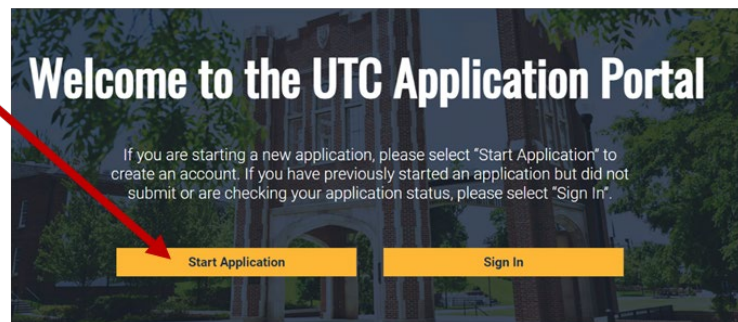 Welcome to the UTC Application Portal
If you are starting a new application, please select "Start Application" to
create an account. If you have previously started an application but did not
submit or are checking your application status, please select "Sign In".
Start Application
Sign In